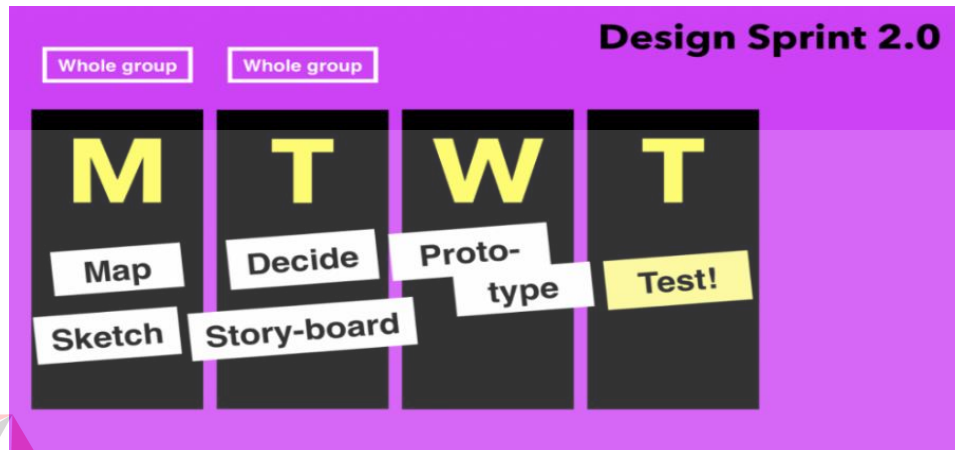 Design Sprint 2.0
Whole group
Whole group
M
T
W
T
Map
Sketch
Decide
Story-board
Proto-
type
Test!